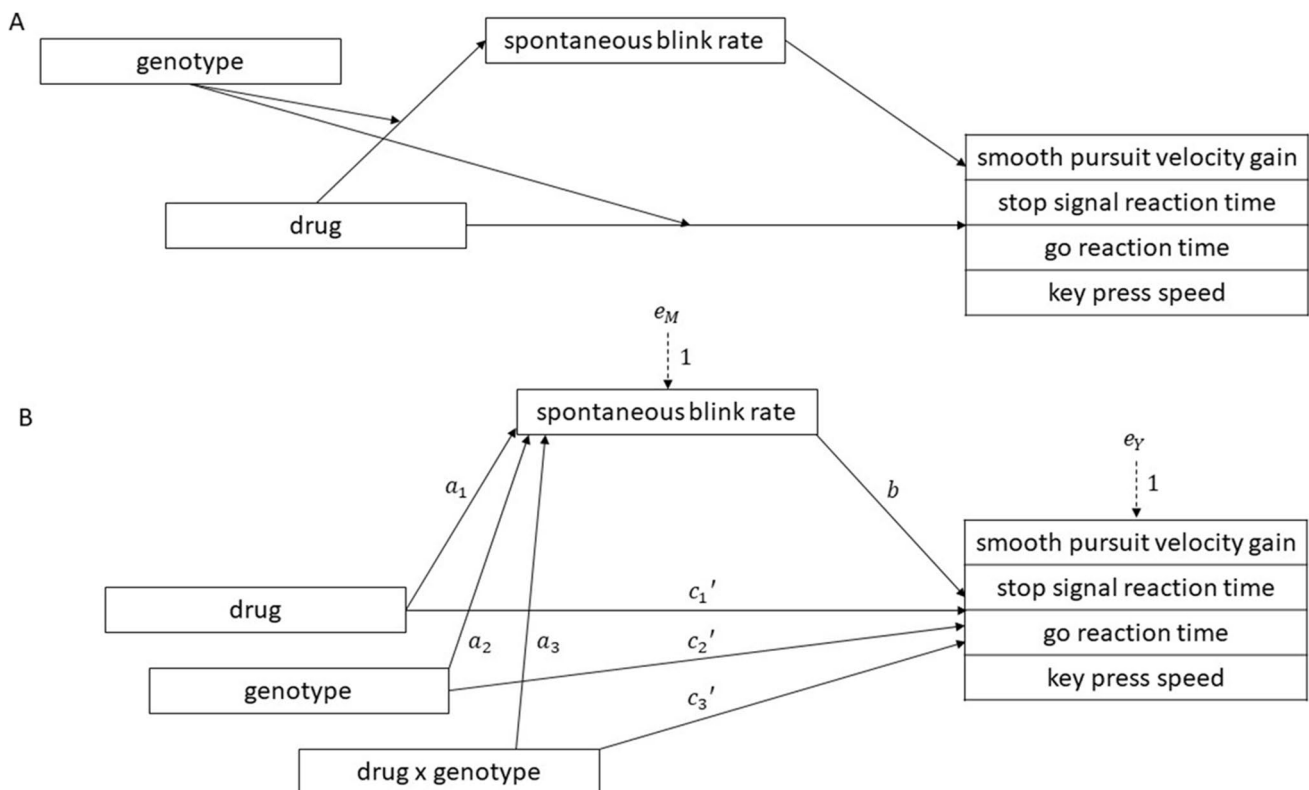 A
genotype
spontaneous blink rate
drug
smooth pursuit velocity gain
stop signal reaction time
go reaction time
key press speed
B
e_M
1
spontaneous blink rate
e_Y
1
a_1
b
smooth pursuit velocity gain
stop signal reaction time
go reaction time
key press speed
drug
c_1'
a_2
a_3
c_2'
genotype
c_3'
drug x genotype